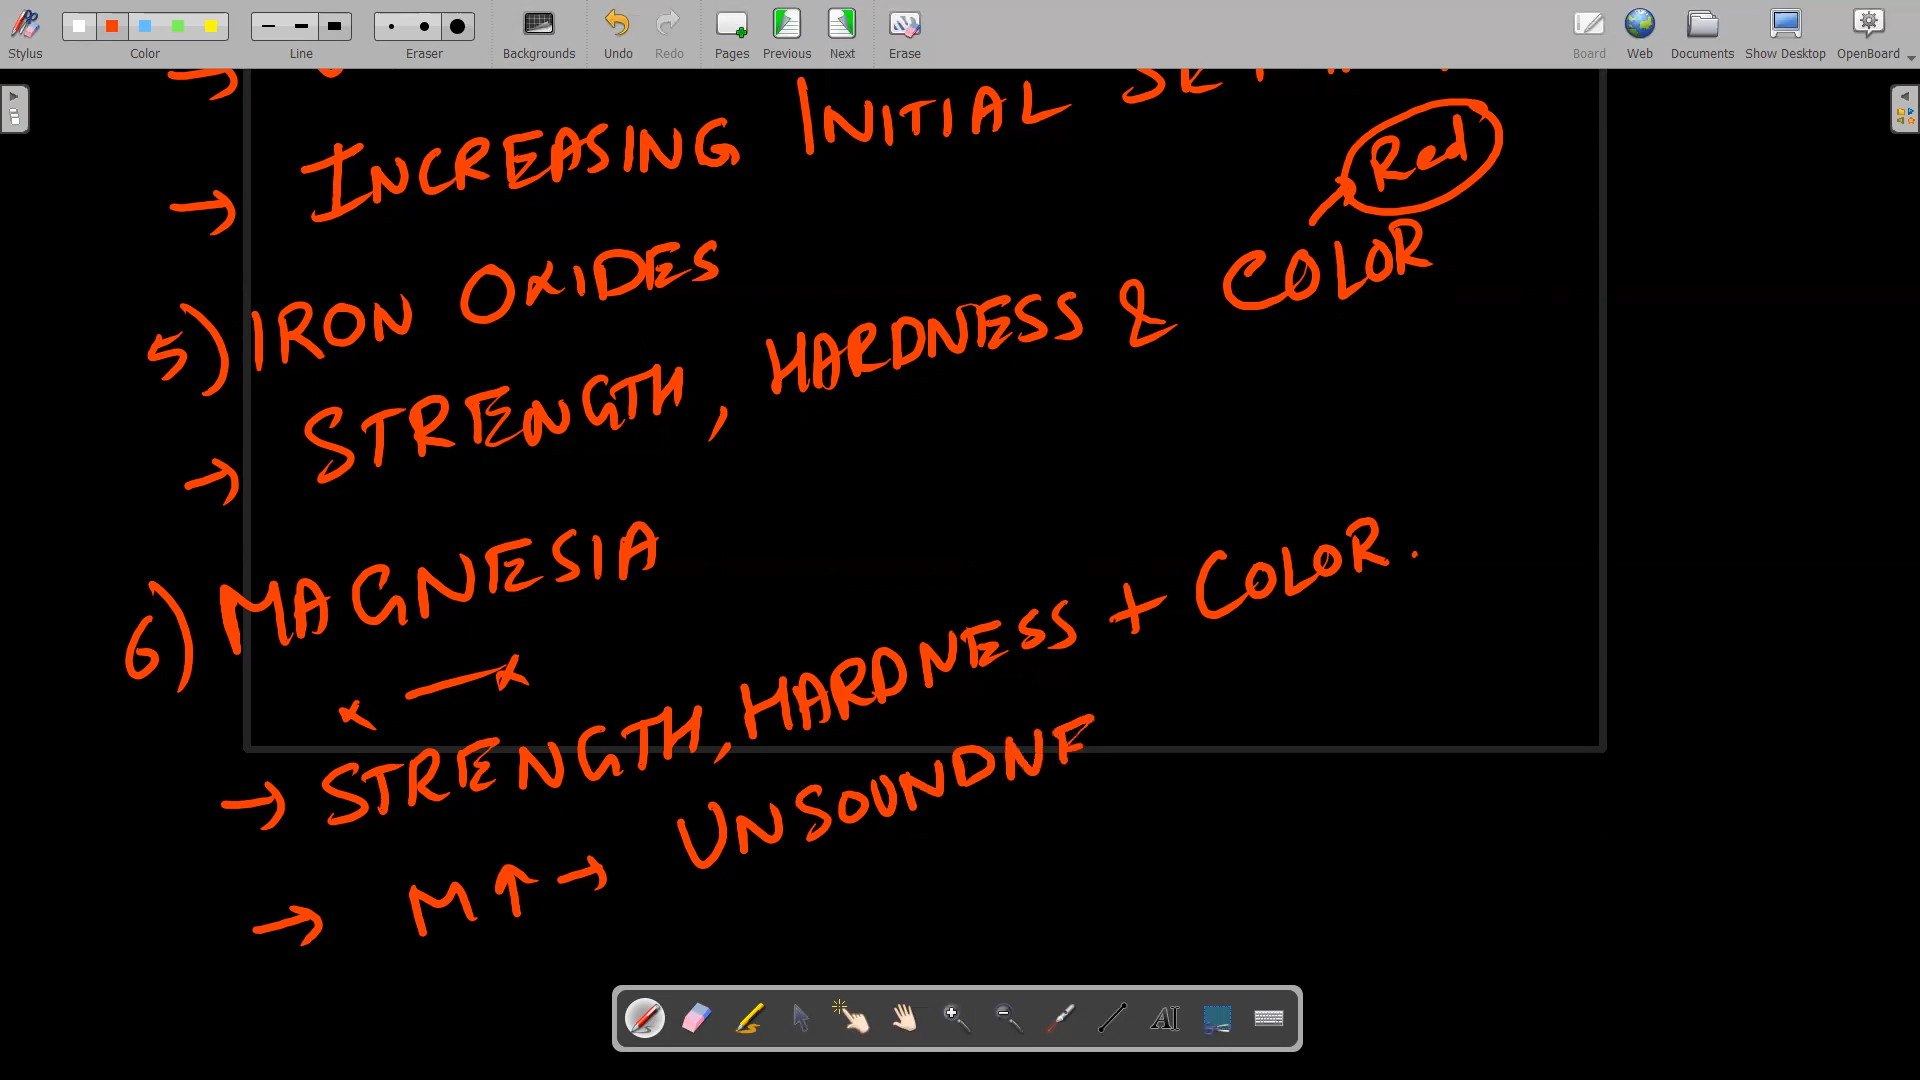 Stylus Color Line Eraser Backgrounds Undo Redo Pages Previous Next Erase Board Web Documents Show Desktop OpenBoard
→ INCREASING INITIAL
Red
5) IRON OXIDES
→ STRENGTH, HARDNESS & COLOR
6) MAGNESIA
→ STRENGTH, HARDNESS + COLOR.
→ M ↑ → UNSOUNDNE